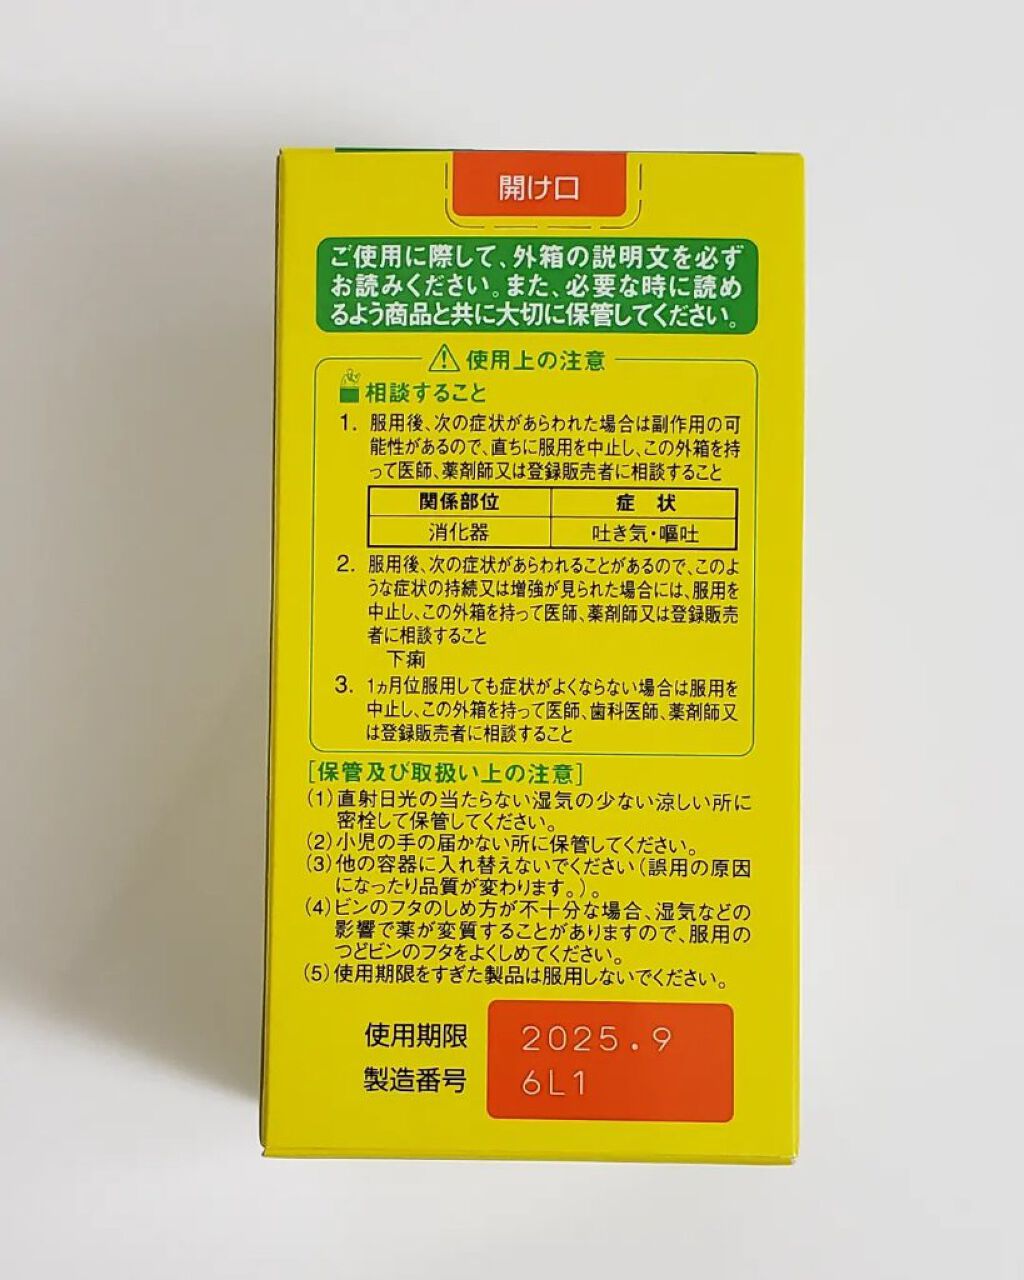 開け口
ご使用に際して、外箱の説明文を必ず
お読みください。また、必要な時に読め
るよう商品と共に大切に保管してください。
使用上の注意
相談すること
1. 服用後、次の症状があらわれた場合は副作用の可
能性があるので、直ちに服用を中止し、この外箱を持
って医師、薬剤師又は登録販売者に相談すること
関係部位 症 状
消化器 吐き気・嘔吐
2. 服用後、次の症状があらわれることがあるので、このよ
うな症状の持続又は増強が見られた場合には、服用を
中止し、この外箱を持って医師、薬剤師又は登録販売
者に相談すること
下痢
3. 1ヵ月位服用しても症状がよくならない場合は服用を
中止し、この外箱を持って医師、歯科医師、薬剤師又
は登録販売者に相談すること
[保管及び取扱い上の注意]
(1)直射日光の当たらない湿気の少ない涼しい所に
密栓して保管してください。
(2)小児の手の届かない所に保管してください。
(3)他の容器に入れ替えないでください(誤用の原因
になったり品質が変わります。)。
(4)ビンのフタのしめ方が不十分な場合、湿気などの
影響で薬が変質することがありますので、服用の
つどビンのフタをよくしめてください。
(5)使用期限をすぎた製品は服用しないでください。
使用期限 2025.9
製造番号 6L1